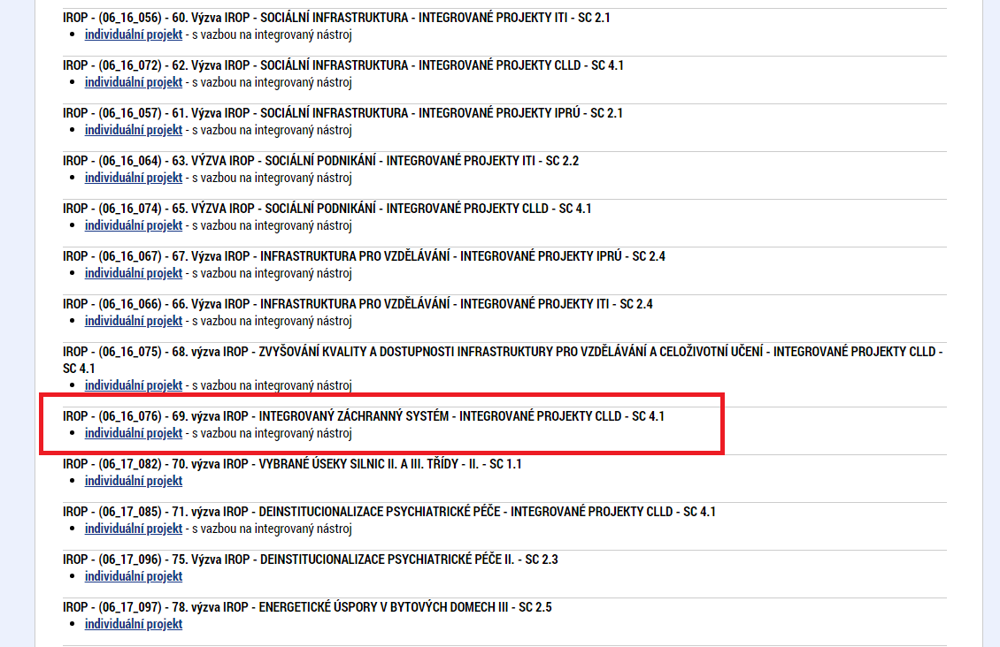 IROP - (06_16_056) - 60. Výzva IROP - SOCIÁLNÍ INFRASTRUKTURA - INTEGROVANÉ PROJEKTY ITI - SC 2.1
• individuální projekt - s vazbou na integrovaný nástroj
IROP - (06_16_072) - 62. Výzva IROP - SOCIÁLNÍ INFRASTRUKTURA - INTEGROVANÉ PROJEKTY CLLD - SC 4.1
• individuální projekt - s vazbou na integrovaný nástroj
IROP - (06_16_057) - 61. Výzva IROP - SOCIÁLNÍ INFRASTRUKTURA - INTEGROVANÉ PROJEKTY IPRÚ - SC 2.1
• individuální projekt - s vazbou na integrovaný nástroj
IROP - (06_16_064) - 63. VÝZVA IROP - SOCIÁLNÍ PODNIKÁNÍ - INTEGROVANÉ PROJEKTY ITI - SC 2.2
• individuální projekt - s vazbou na integrovaný nástroj
IROP - (06_16_074) - 65. VÝZVA IROP - SOCIÁLNÍ PODNIKÁNÍ - INTEGROVANÉ PROJEKTY CLLD - SC 4.1
• individuální projekt - s vazbou na integrovaný nástroj
IROP - (06_16_067) - 67. Výzva IROP - INFRASTRUKTURA PRO VZDĚLÁVÁNÍ - INTEGROVANÉ PROJEKTY IPRÚ - SC 2.4
• individuální projekt - s vazbou na integrovaný nástroj
IROP - (06_16_066) - 66. Výzva IROP - INFRASTRUKTURA PRO VZDĚLÁVÁNÍ - INTEGROVANÉ PROJEKTY ITI - SC 2.4
• individuální projekt - s vazbou na integrovaný nástroj
IROP - (06_16_075) - 68. výzva IROP - ZVYŠOVÁNÍ KVALITY A DOSTUPNOSTI INFRASTRUKTURY PRO VZDĚLÁVÁNÍ A CELOŽIVOTNÍ UČENÍ - INTEGROVANÉ PROJEKTY CLLD -
SC 4.1
• individuální projekt - s vazbou na integrovaný nástroj
IROP - (06_16_076) - 69. výzva IROP - INTEGROVANÝ ZÁCHRANNÝ SYSTÉM - INTEGROVANÉ PROJEKTY CLLD - SC 4.1
• individuální projekt - s vazbou na integrovaný nástroj
IROP - (06_17_082) - 70. výzva IROP - VYBRANÉ ÚSEKY SILNIC II. A III. TŘÍDY - II. - SC 1.1
• individuální projekt
IROP - (06_17_085) - 71. výzva IROP - DEINSTITUCIONALIZACE PSYCHIATRICKÉ PÉČE - INTEGROVANÉ PROJEKTY CLLD - SC 4.1
• individuální projekt - s vazbou na integrovaný nástroj
IROP - (06_17_096) - 75. Výzva IROP - DEINSTITUCIONALIZACE PSYCHIATRICKÉ PÉČE II. - SC 2.3
• individuální projekt
IROP - (06_17_097) - 78. výzva IROP - ENERGETICKÉ ÚSPORY V BYTOVÝCH DOMECH III - SC 2.5
• individuální projekt